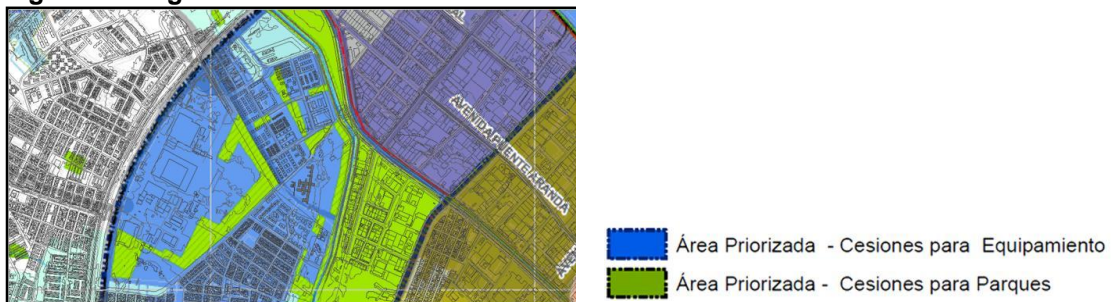 AVENIDA PUENTE ARANDA
Área Priorizada - Cesiones para Equipamiento
Área Priorizada - Cesiones para Parques